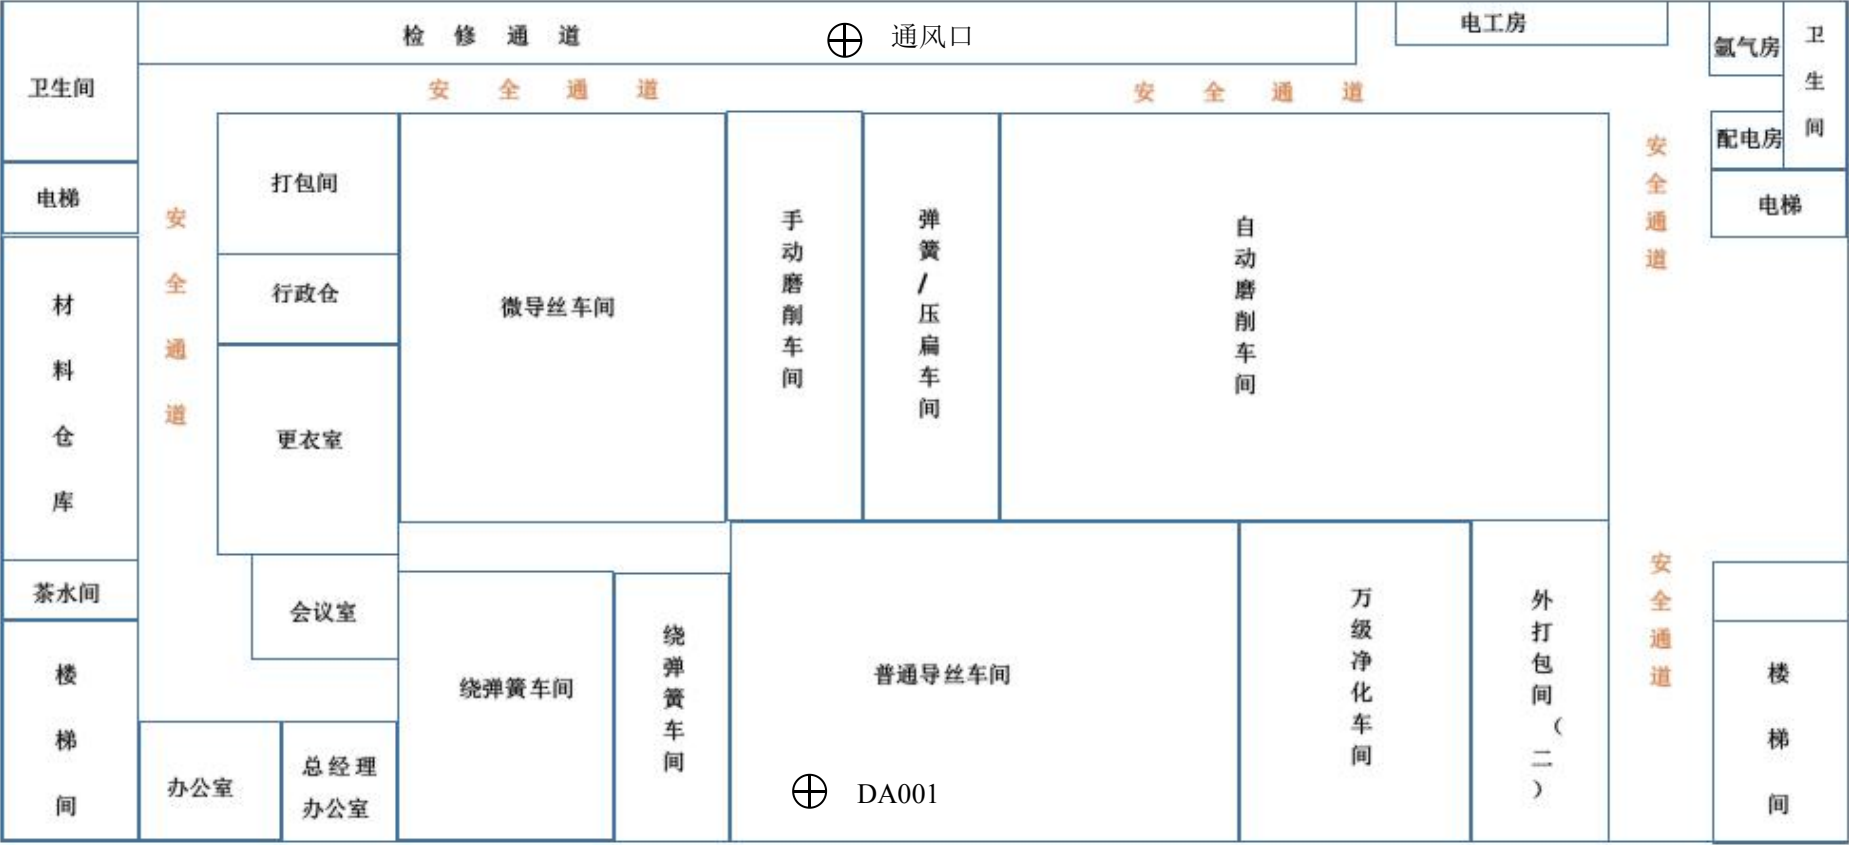 检修通道
通风口
电工房
氩气房
卫生间
卫生间
安全通道
安全通道
配电房
安全通道
电梯
电梯
打包间
安全通道
行政仓
微导丝车间
手动磨削车间
弹簧/压扁车间
自动磨削车间
材料仓库
更衣室
茶水间
会议室
安全通道
楼梯间
绕弹簧车间
绕弹簧车间
普通导丝车间
万级净化车间
外打包间（二）
楼梯间
办公室
总经理
办公室
DA001